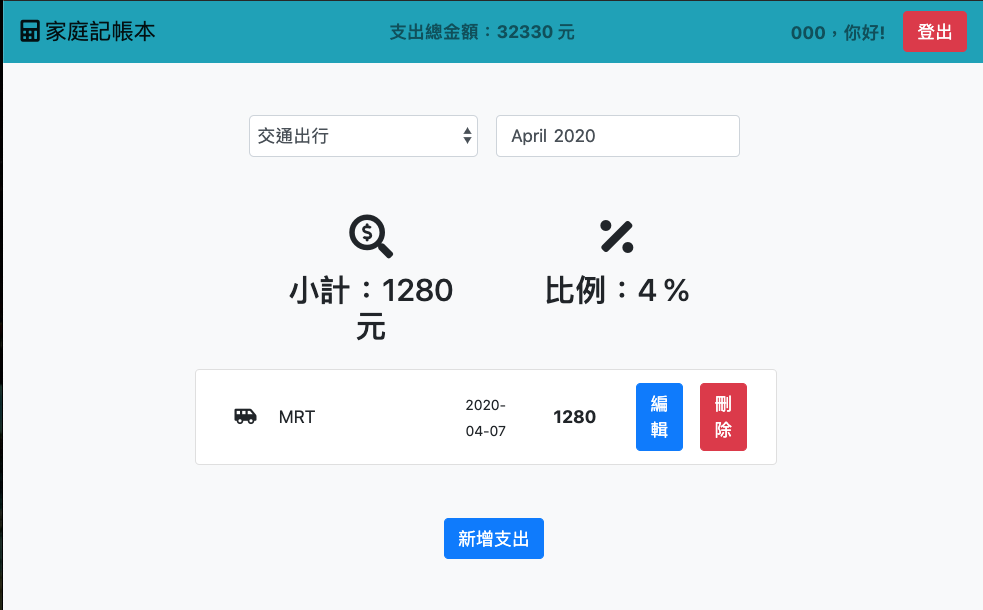 家庭記帳本
支出總金額：32330 元
000，你好!
登出
交通出行
April 2020
小計：1280
元
比例：4 %
MRT
2020-
04-07
1280
編
輯
刪
除
新增支出